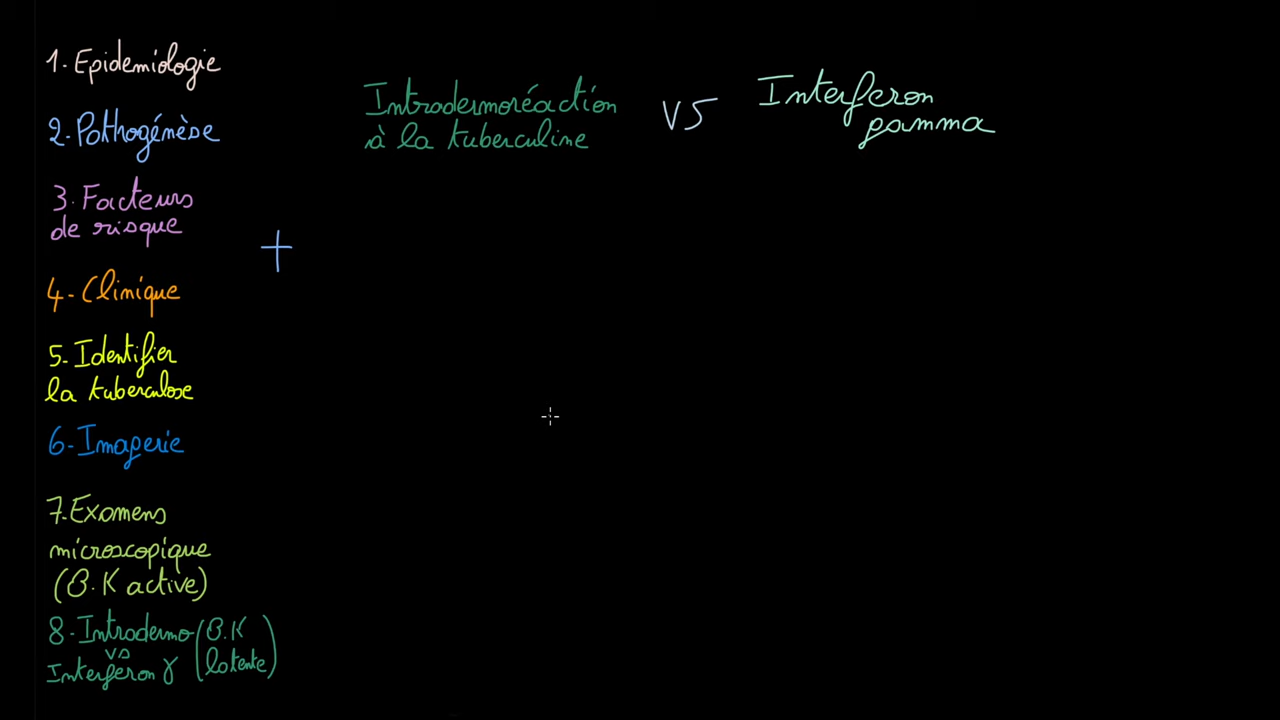 1. Epidemiologie
2. Pathogénèse
3. Facteurs
de risque
4 - Clinique
5. Identifier
la tuberculose
6 - Imagerie
7. Examens
microscopique
(B.K active)
8 - Intradermo (B.K
vs
Interferon γ latente)
Intradermoréaction
à la tuberculine
VS
Interferon
gamma
+